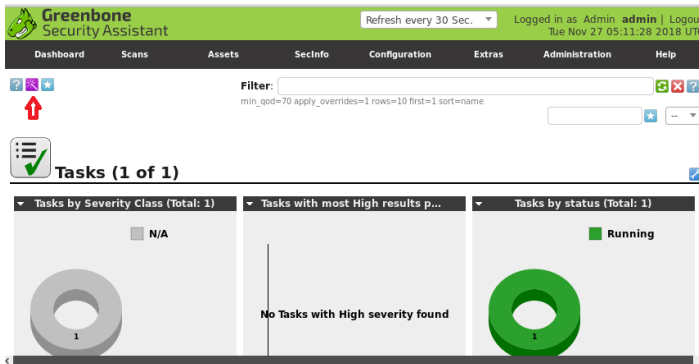 Greenbone
Security Assistant
Refresh every 30 Sec.
Logged in as Admin admin | Logou
Tue Nov 27 05:11:28 2018 UT
Dashboard Scans Assets SecInfo Configuration Extras Administration Help
Filter:
min_qod=70 apply_overrides=1 rows=10 first=1 sort=name
--
Tasks (1 of 1)
Tasks by Severity Class (Total: 1)
N/A
1
Tasks with most High results p...
No Tasks with High severity found
Tasks by status (Total: 1)
Running
1